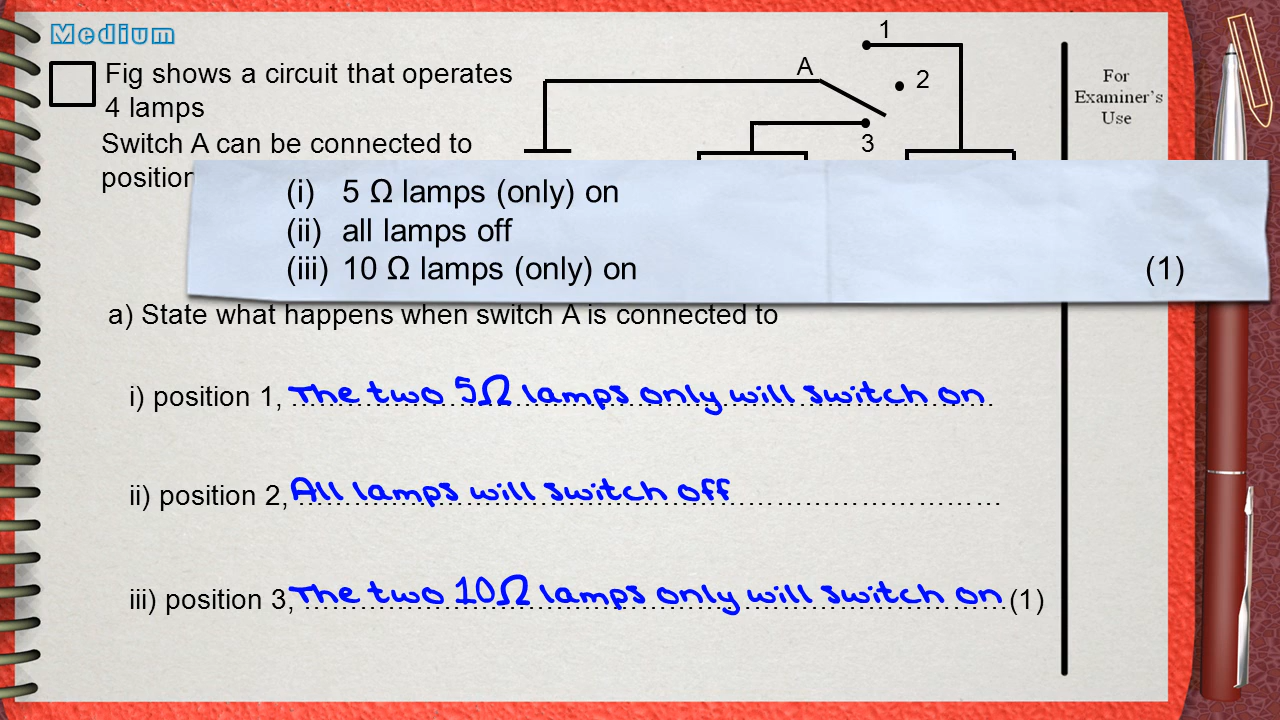 Medium
Fig shows a circuit that operates
4 lamps
Switch A can be connected to
1
A
2
3
For
Examiner's
Use
(i) 5 Ω lamps (only) on
(ii) all lamps off
(iii) 10 Ω lamps (only) on (1)
a) State what happens when switch A is connected to
i) position 1, The two 5Ω lamps only will switch on
ii) position 2, All lamps will switch off
iii) position 3, The two 10Ω lamps only will switch on (1)